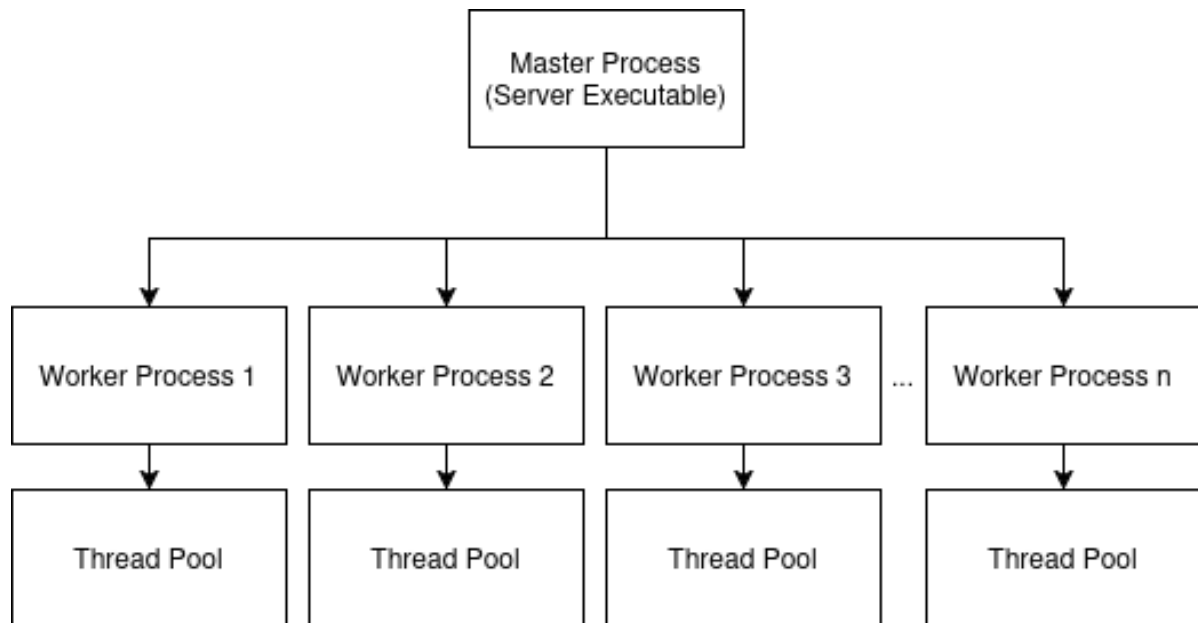 Master Process
(Server Executable)
Worker Process 1
Worker Process 2
Worker Process 3
...
Worker Process n
Thread Pool
Thread Pool
Thread Pool
Thread Pool